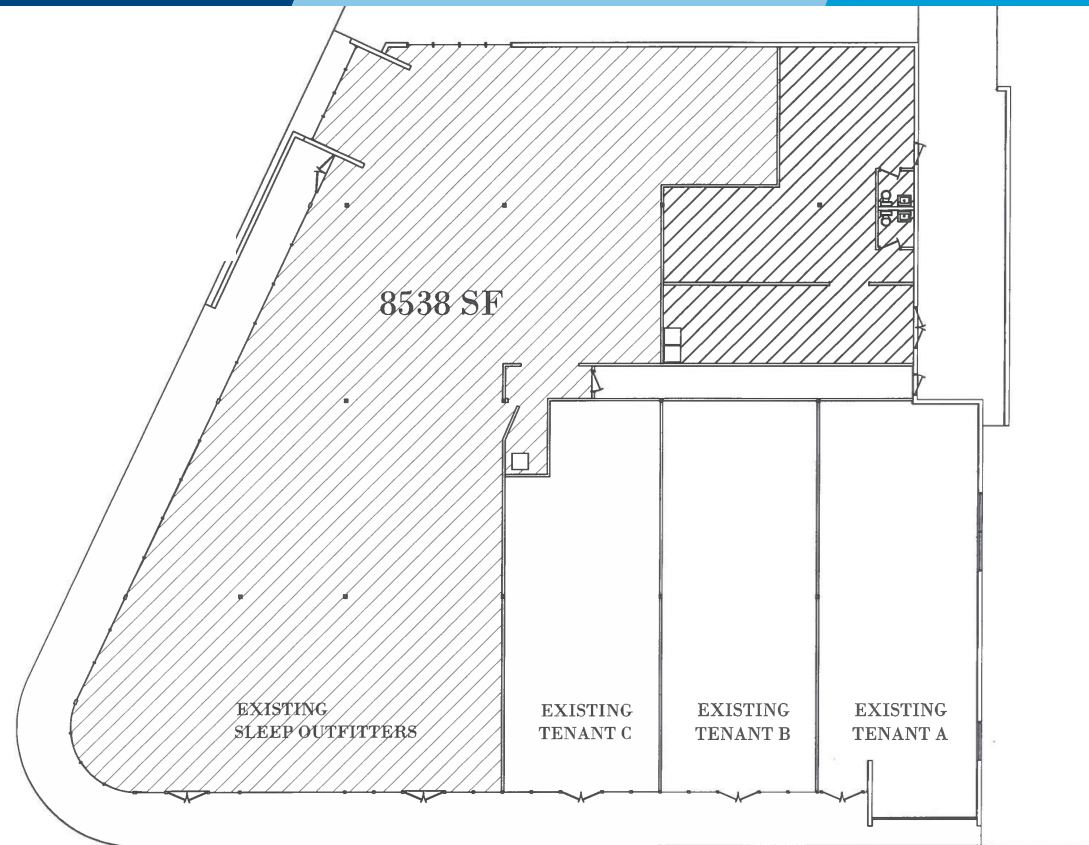 8538 SF
EXISTING
SLEEP OUTFITTERS
EXISTING
TENANT C
EXISTING
TENANT B
EXISTING
TENANT A